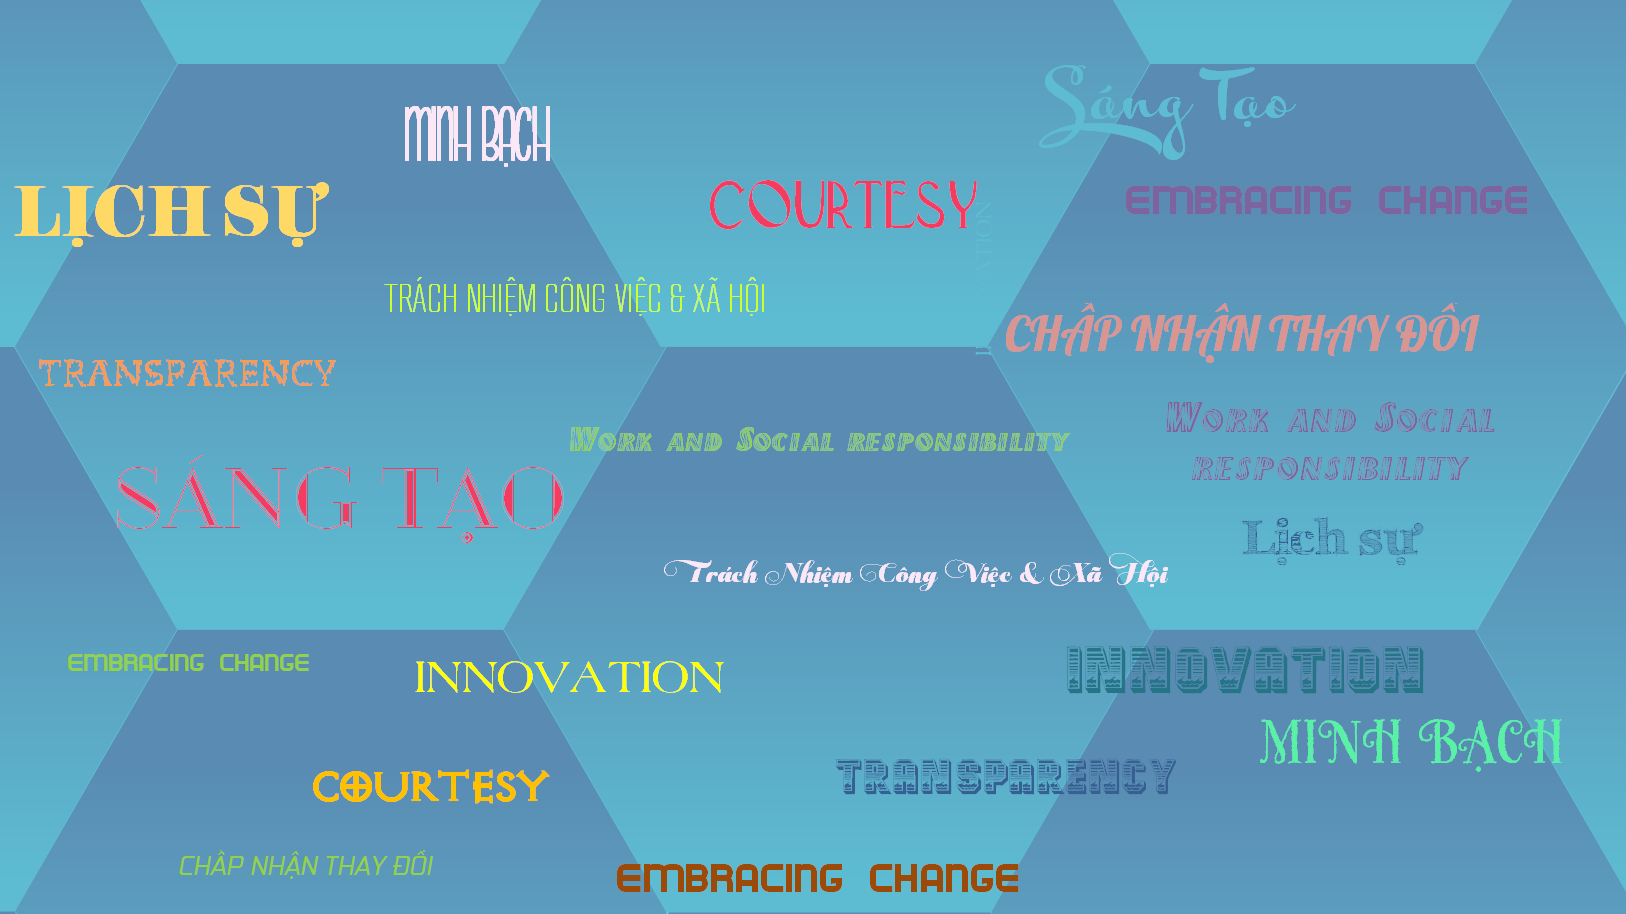 Sáng Tạo
MINH BẠCH
LỊCH SỰ
COURTESY
EMBRACING CHANGE
TRÁCH NHIỆM CÔNG VIỆC & XÃ HỘI
CHẤP NHẬN THAY ĐỔI
TRANSPARENCY
WORK AND SOCIAL RESPONSIBILITY
WORK AND SOCIAL
RESPONSIBILITY
SÁNG TẠO
Lịch sự
Trách Nhiệm Công Việc & Xã Hội
EMBRACING CHANGE
INNOVATION
INNOVATION
MINH BẠCH
COURTESY
TRANSPARENCY
CHẤP NHẬN THAY ĐỔI
EMBRACING CHANGE